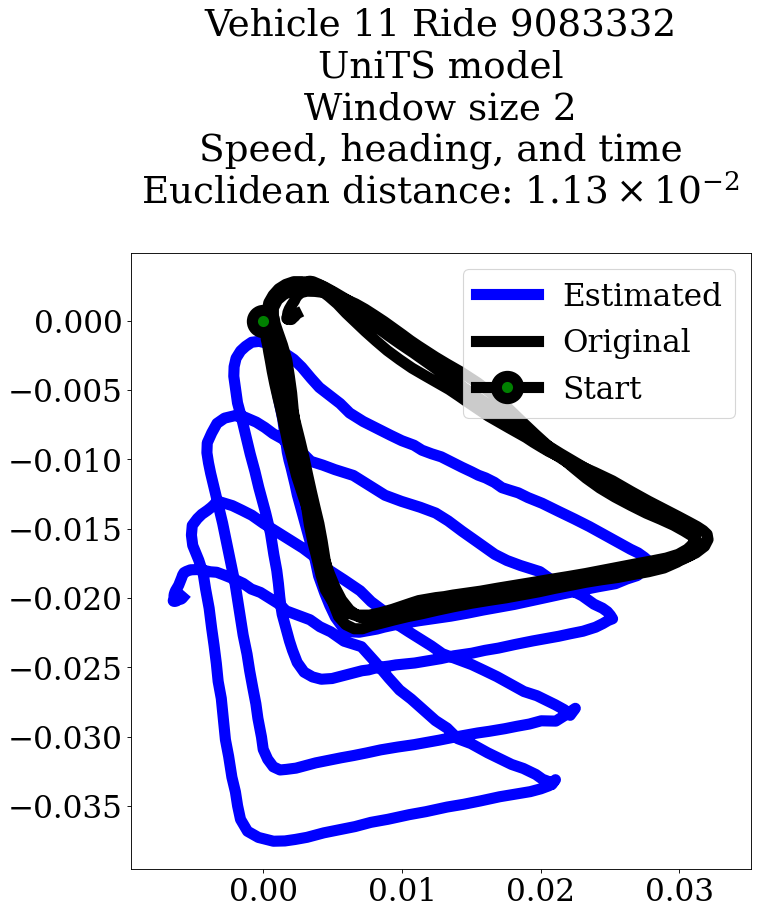 Vehicle 11 Ride 9083332
UniTS model
Window size 2
Speed, heading, and time
Euclidean distance: 1.13 × 10⁻²
Estimated
Original
Start
0.000
−0.005
−0.010
−0.015
−0.020
−0.025
−0.030
−0.035
0.00 0.01 0.02 0.03